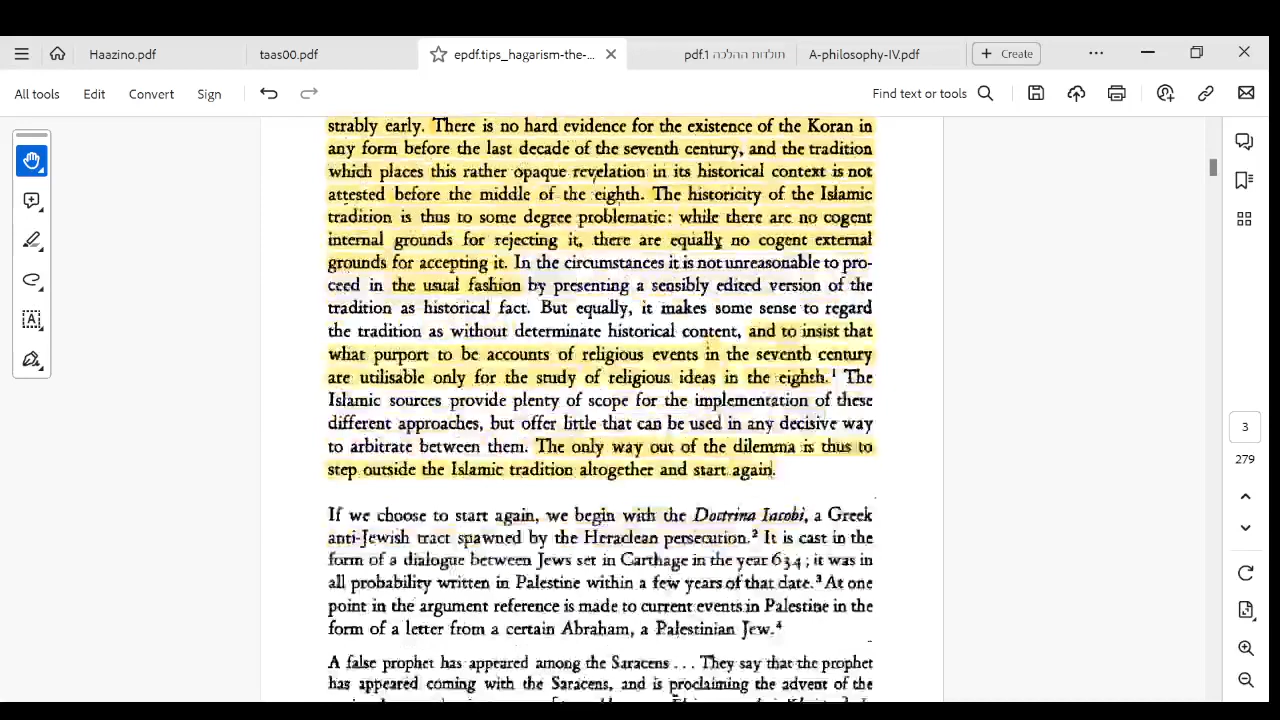 Haazino.pdf
taas00.pdf
epdf.tips_hagarism-the-...
תולדות ההלכה 1.pdf
A-philosophy-IV.pdf
Create
All tools
Edit
Convert
Sign
Find text or tools
strably early. There is no hard evidence for the existence of the Koran in
any form before the last decade of the seventh century, and the tradition
which places this rather opaque revelation in its historical context is not
attested before the middle of the eighth. The historicity of the Islamic
tradition is thus to some degree problematic: while there are no cogent
internal grounds for rejecting it, there are equally no cogent external
grounds for accepting it. In the circumstances it is not unreasonable to pro-
ceed in the usual fashion by presenting a sensibly edited version of the
tradition as historical fact. But equally, it makes some sense to regard
the tradition as without determinate historical content, and to insist that
what purport to be accounts of religious events in the seventh century
are utilisable only for the study of religious ideas in the eighth.¹ The
Islamic sources provide plenty of scope for the implementation of these
different approaches, but offer little that can be used in any decisive way
to arbitrate between them. The only way out of the dilemma is thus to
step outside the Islamic tradition altogether and start again.
If we choose to start again, we begin with the Doctrina Iacobi, a Greek
anti-Jewish tract spawned by the Heraclean persecution.² It is cast in the
form of a dialogue between Jews set in Carthage in the year 634; it was in
all probability written in Palestine within a few years of that date.³ At one
point in the argument reference is made to current events in Palestine in the
form of a letter from a certain Abraham, a Palestinian Jew.⁴
A false prophet has appeared among the Saracens ... They say that the prophet
has appeared coming with the Saracens, and is proclaiming the advent of the
3
279